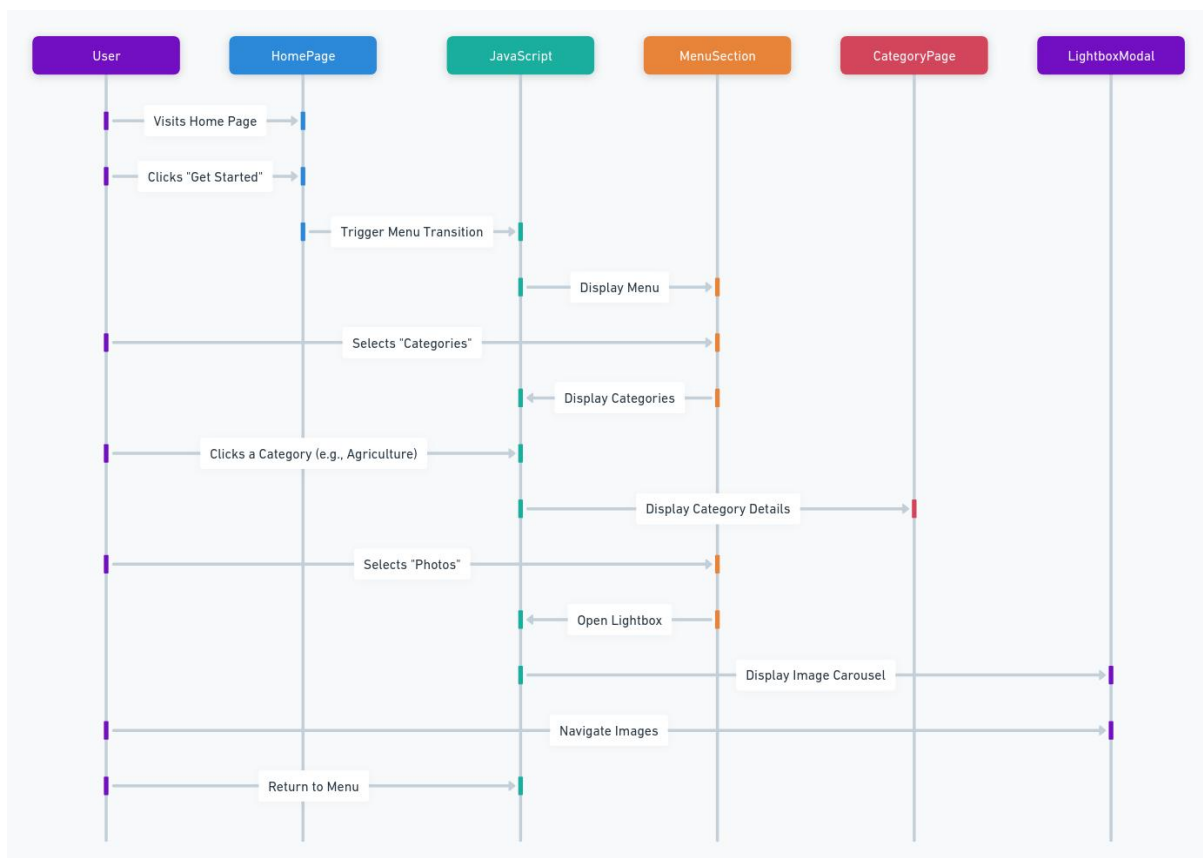 User
HomePage
JavaScript
MenuSection
CategoryPage
LightboxModal
Visits Home Page
Clicks "Get Started"
Trigger Menu Transition
Display Menu
Selects "Categories"
Display Categories
Clicks a Category (e.g., Agriculture)
Display Category Details
Selects "Photos"
Open Lightbox
Display Image Carousel
Navigate Images
Return to Menu